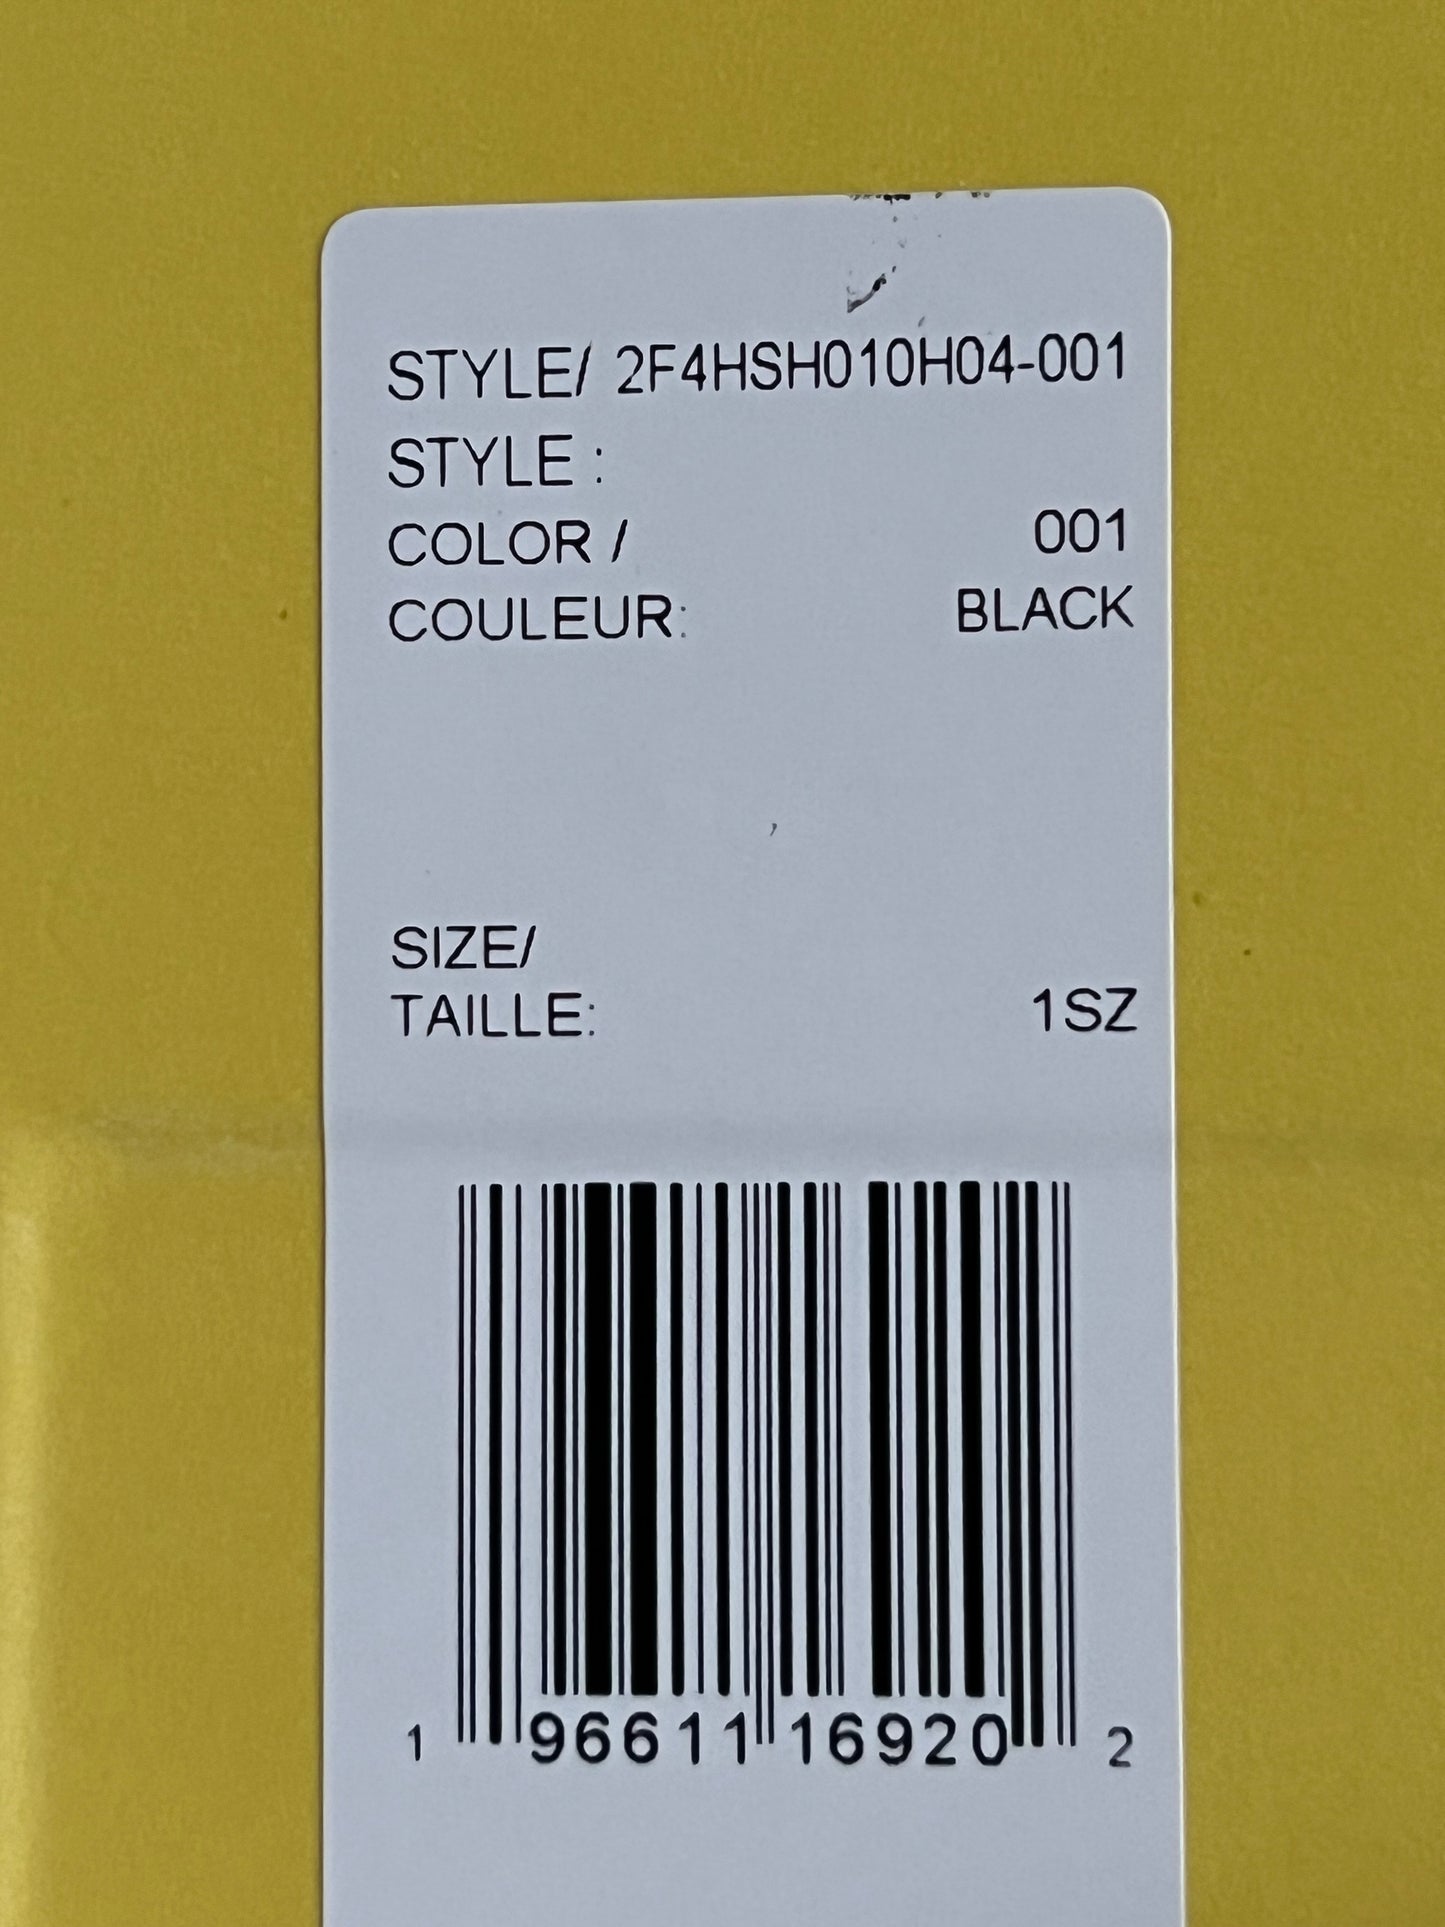 STYLE/ 2F4HSH010H04-001
STYLE :
COLOR / 001
COULEUR: BLACK
SIZE/
TAILLE: 1SZ
1 96611 16920 2